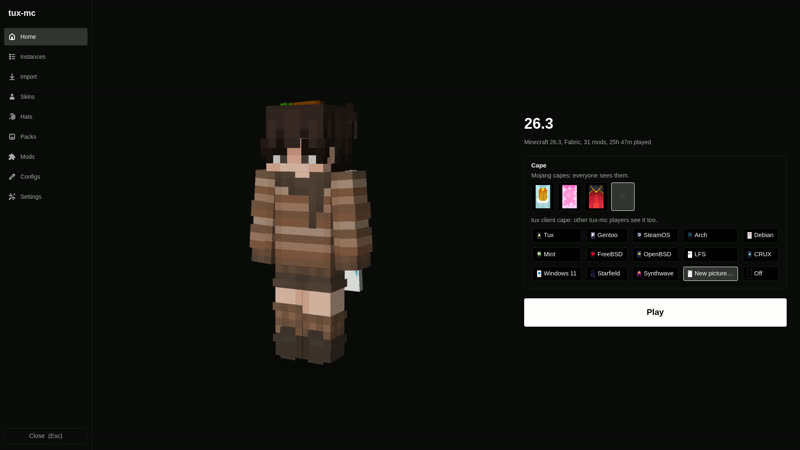 tux-mc
Home
Instances
Import
Skins
Hats
Packs
Mods
Configs
Settings
Close (Esc)
26.3
Minecraft 26.3, Fabric, 31 mods, 25h 47m played
Cape
Mojang capes: everyone sees them.
tux client cape: other tux-mc players see it too.
Tux Gentoo SteamOS Arch Debian
Mint FreeBSD OpenBSD LFS CRUX
Windows 11 Starfield Synthwave New picture... Off
Play